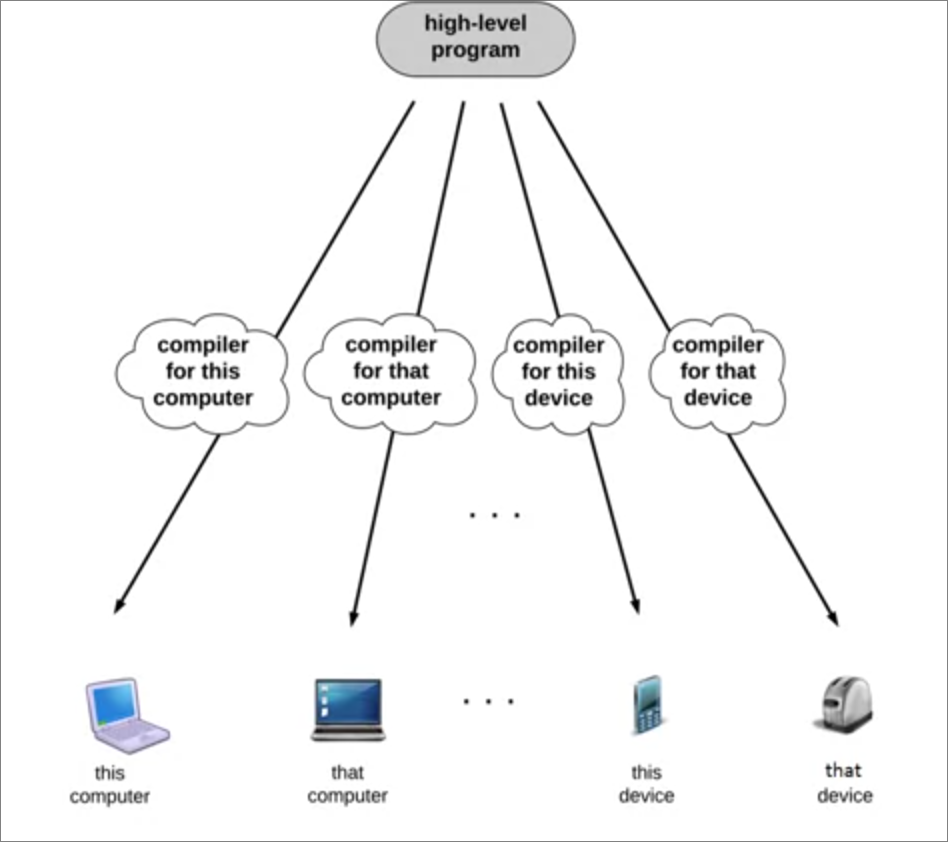 high-level
program
compiler
for this
computer
compiler
for that
computer
compiler
for this
device
compiler
for that
device
. . .
. . .
this
computer
that
computer
this
device
that
device